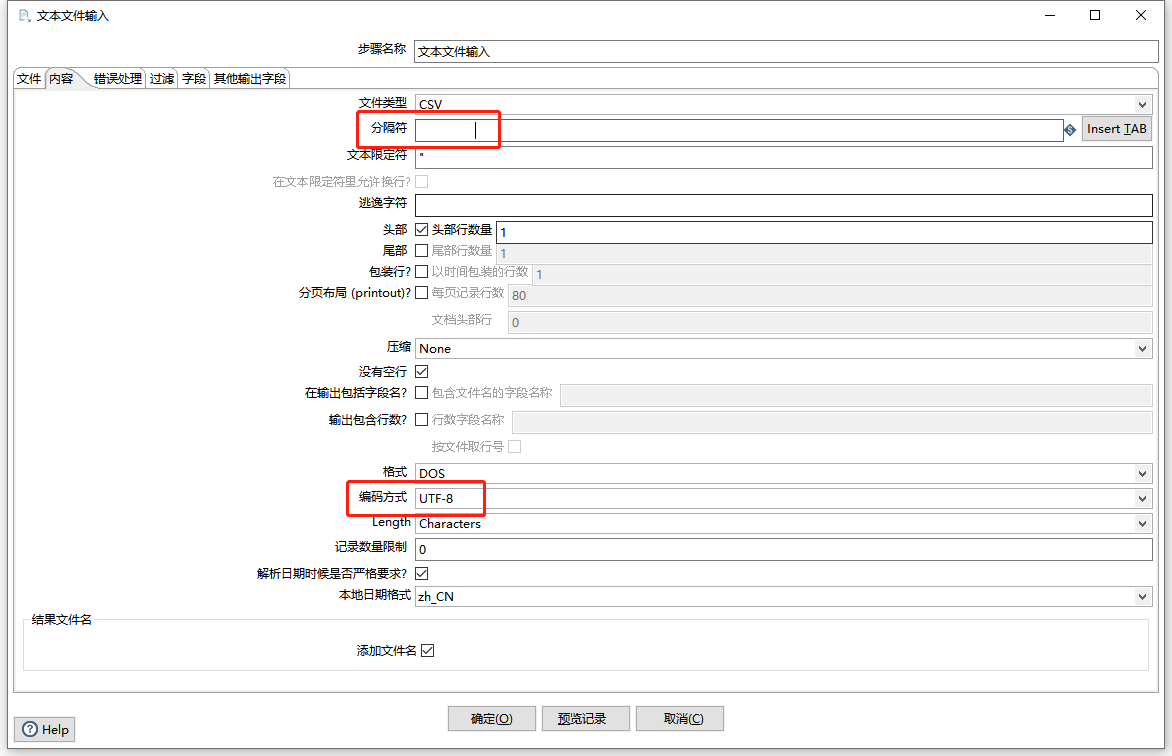 文本文件输入
步骤名称 文本文件输入
文件 内容 错误处理 过滤 字段 其他输出字段
文件类型 CSV
分隔符 Insert TAB
文本限定符 "
在文本限定符里允许换行?
逃逸字符
头部 头部行数量 1
尾部 尾部行数量 1
包装行? 以时间包装的行数 1
分页布局 (printout)? 每页记录行数 80
文档头部行 0
压缩 None
没有空行
在输出包括字段名? 包含文件名的字段名称
输出包含行数? 行数字段名称
按文件取行号
格式 DOS
编码方式 UTF-8
Length Characters
记录数量限制 0
解析日期时候是否严格要求?
本地日期格式 zh_CN
结果文件名
添加文件名
确定(O) 预览记录 取消(C)
Help